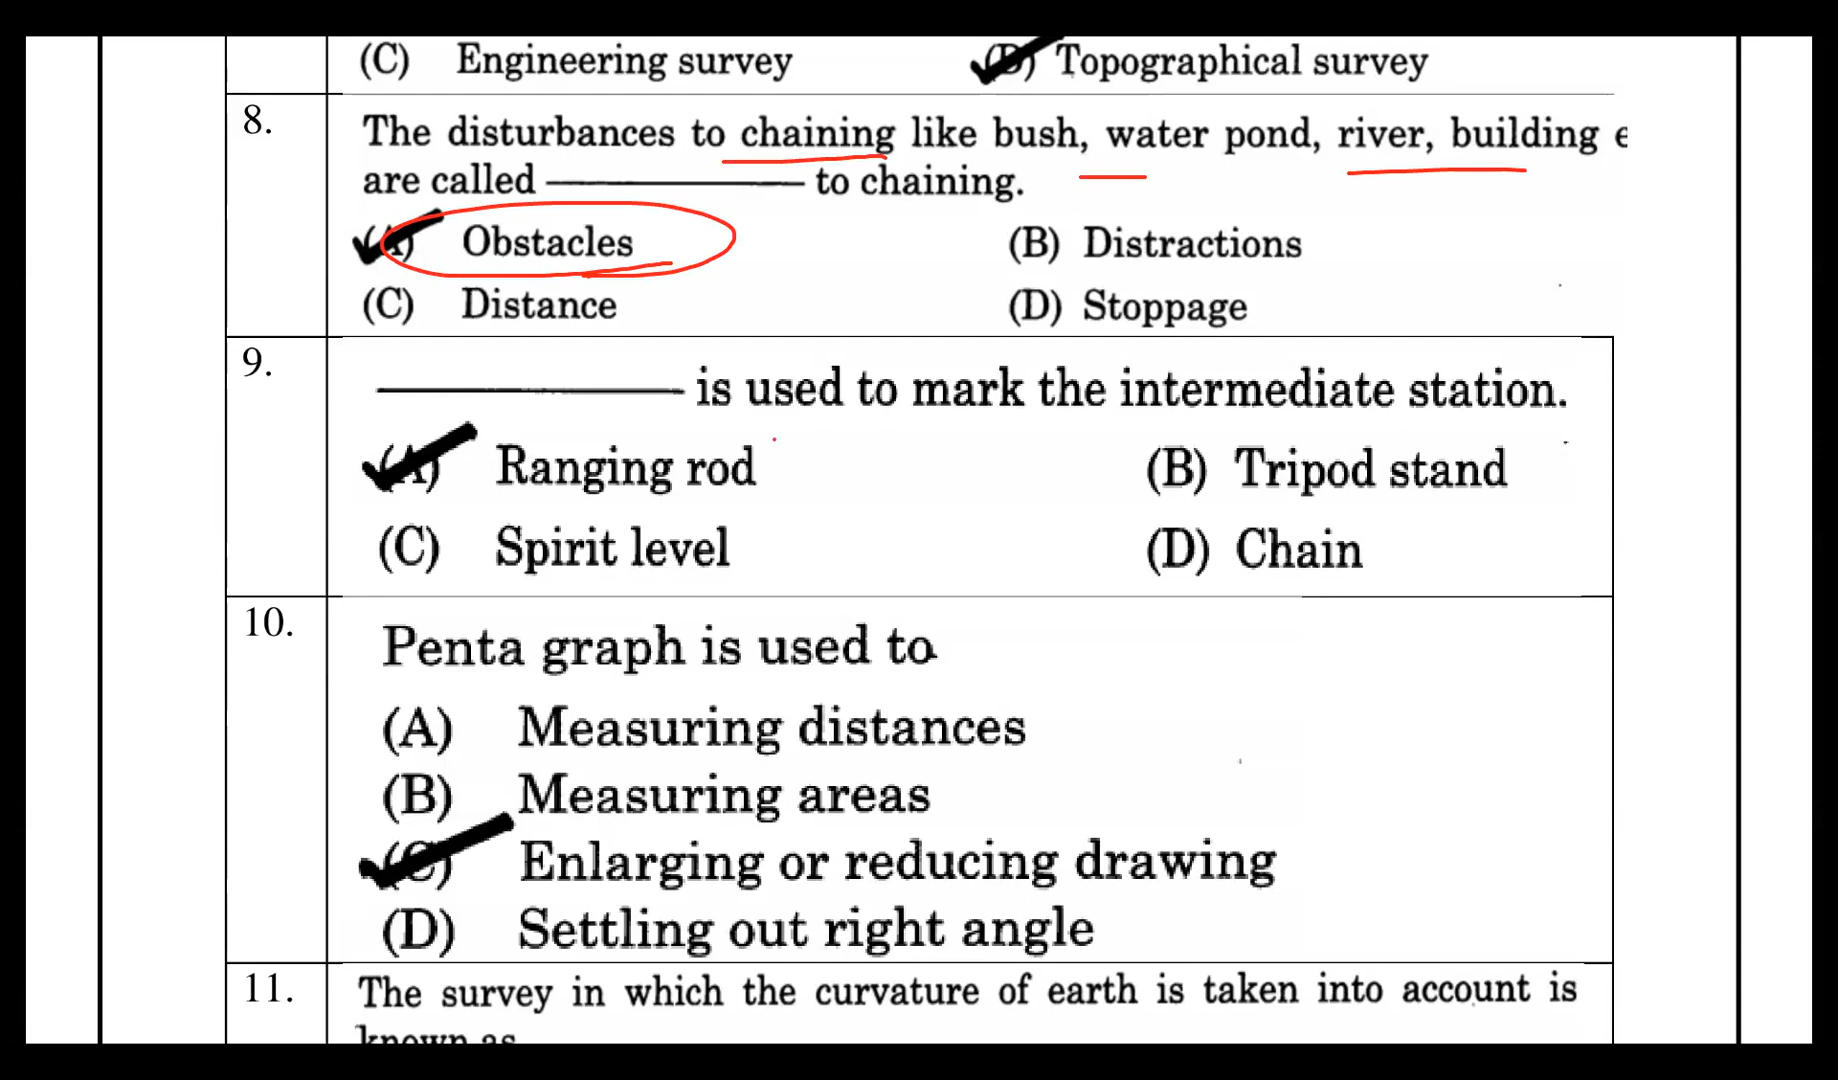 (C) Engineering survey (D) Topographical survey
8.
The disturbances to chaining like bush, water pond, river, building e
are called ———— to chaining.
(A) Obstacles (B) Distractions
(C) Distance (D) Stoppage
9.
———— is used to mark the intermediate station.
(A) Ranging rod (B) Tripod stand
(C) Spirit level (D) Chain
10.
Penta graph is used to
(A) Measuring distances
(B) Measuring areas
(C) Enlarging or reducing drawing
(D) Settling out right angle
11.
The survey in which the curvature of earth is taken into account is
known as